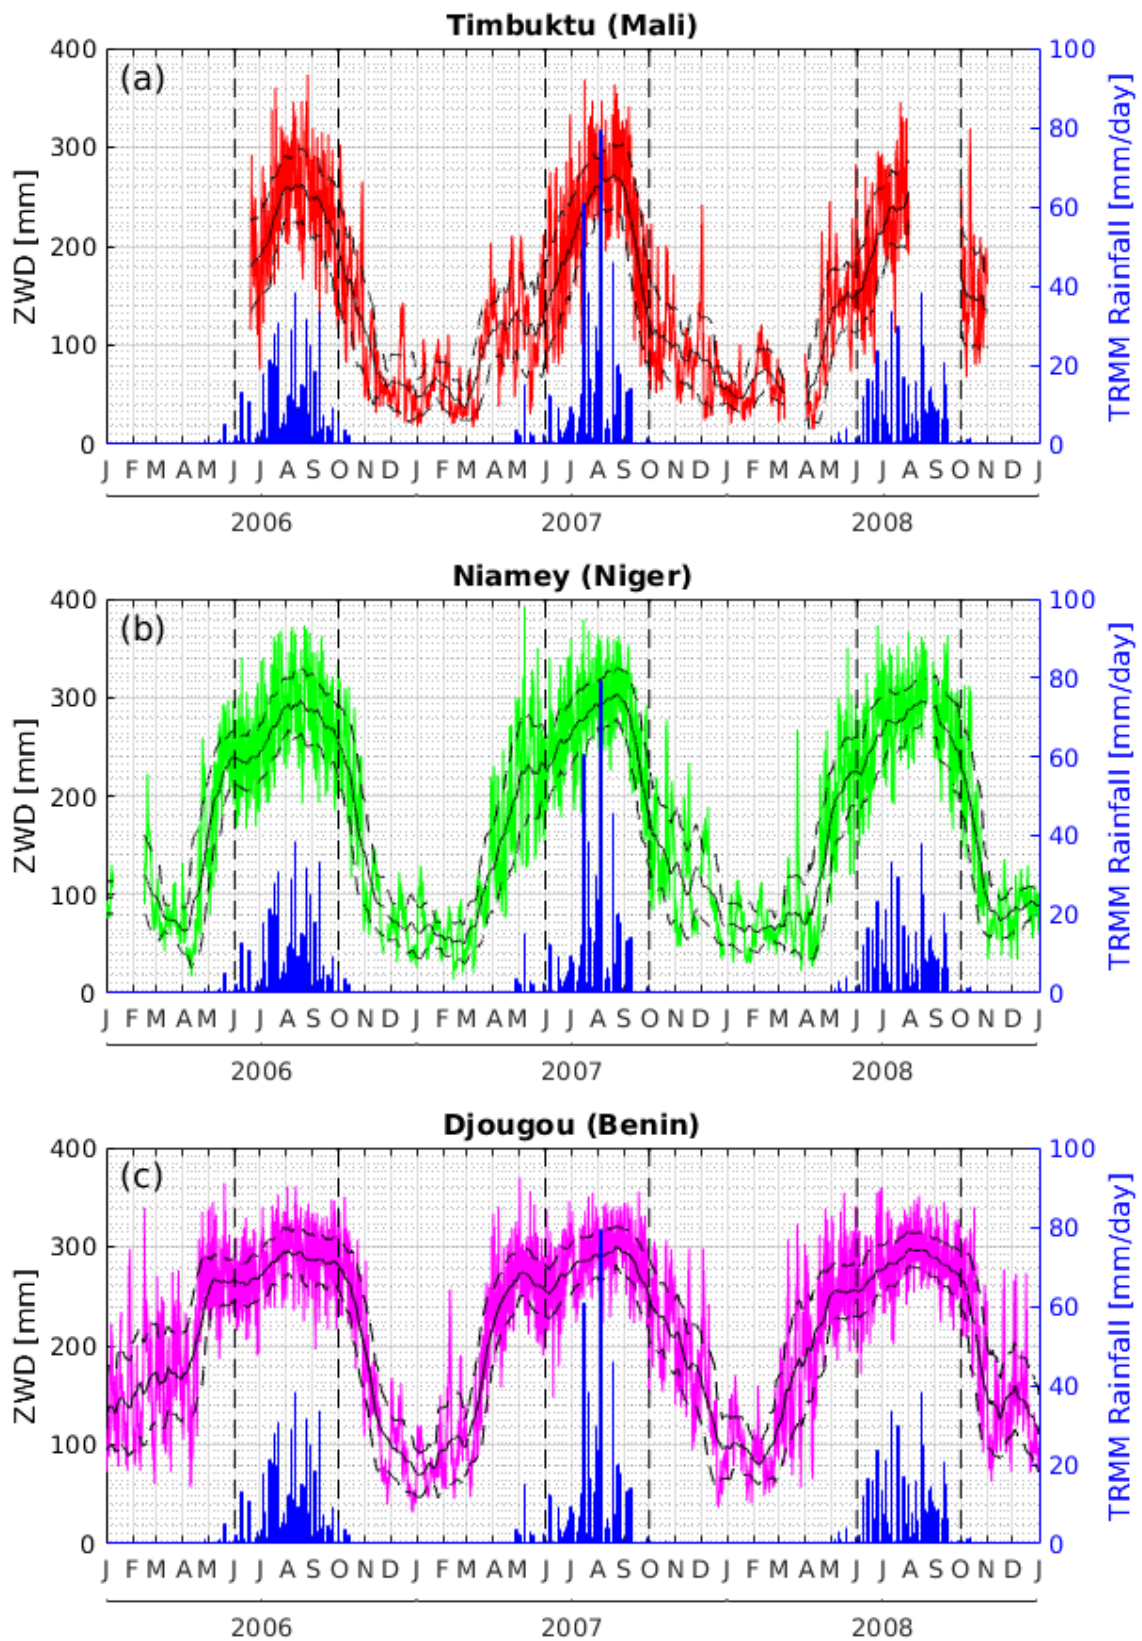 Timbuktu (Mali)
(a)
400
300
200
100
0
ZWD [mm]
100
80
60
40
20
0
TRMM Rainfall [mm/day]
J F M A M J J A S O N D J F M A M J J A S O N D J F M A M J J A S O N D J
2006 2007 2008
Niamey (Niger)
(b)
400
300
200
100
0
ZWD [mm]
100
80
60
40
20
0
TRMM Rainfall [mm/day]
J F M A M J J A S O N D J F M A M J J A S O N D J F M A M J J A S O N D J
2006 2007 2008
Djougou (Benin)
(c)
400
300
200
100
0
ZWD [mm]
100
80
60
40
20
0
TRMM Rainfall [mm/day]
J F M A M J J A S O N D J F M A M J J A S O N D J F M A M J J A S O N D J
2006 2007 2008